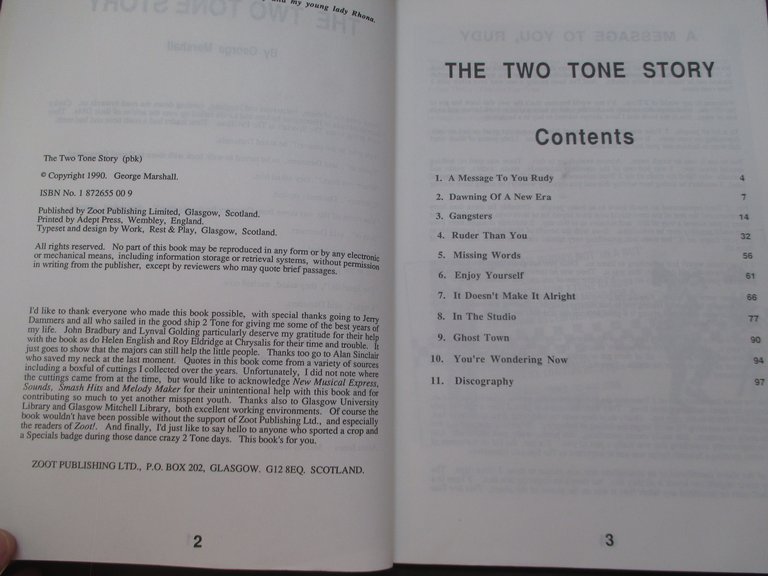 my young lady Rhona.
The Two Tone Story (pbk)
© Copyright 1990. George Marshall.
ISBN No. 1 872655 00 9
Published by Zoot Publishing Limited, Glasgow, Scotland.
Printed by Adept Press, Wembley, England.
Typeset and design by Work, Rest & Play, Glasgow, Scotland.
All rights reserved. No part of this book may be reproduced in any form or by any electronic
or mechanical means, including information storage or retrieval systems, without permission
in writing from the publisher, except by reviewers who may quote brief passages.
I'd like to thank everyone who made this book possible, with special thanks going to Jerry
Dammers and all who sailed in the good ship 2 Tone for giving me some of the best years of
my life. John Bradbury and Lynval Golding particularly deserve my gratitude for their help
with the book as do Helen English and Roy Eldridge at Chrysalis for their time and trouble. It
just goes to show that the majors can still help the little people. Thanks too go to Alan Sinclair
who saved my neck at the last moment. Quotes in this book come from a variety of sources
including a boxful of cuttings I collected over the years. Unfortunately, I did not note where
the cuttings came from at the time, but would like to acknowledge New Musical Express,
Sounds, Smash Hits and Melody Maker for their unintentional help with this book and for
contributing so much to yet another misspent youth. Thanks also to Glasgow University
Library and Glasgow Mitchell Library, both excellent working environments. Of course the
book wouldn't have been possible without the support of Zoot Publishing Ltd., and especially
the readers of Zoot!. And finally, I'd just like to say hello to anyone who sported a crop and
a Specials badge during those dance crazy 2 Tone days. This book's for you.
ZOOT PUBLISHING LTD., P.O. BOX 202, GLASGOW. G12 8EQ. SCOTLAND.
2
THE TWO TONE STORY
Contents
1. A Message To You Rudy 4
2. Dawning Of A New Era 7
3. Gangsters 14
4. Ruder Than You 32
5. Missing Words 56
6. Enjoy Yourself 61
7. It Doesn't Make It Alright 66
8. In The Studio 77
9. Ghost Town 90
10. You're Wondering Now 94
11. Discography 97
3